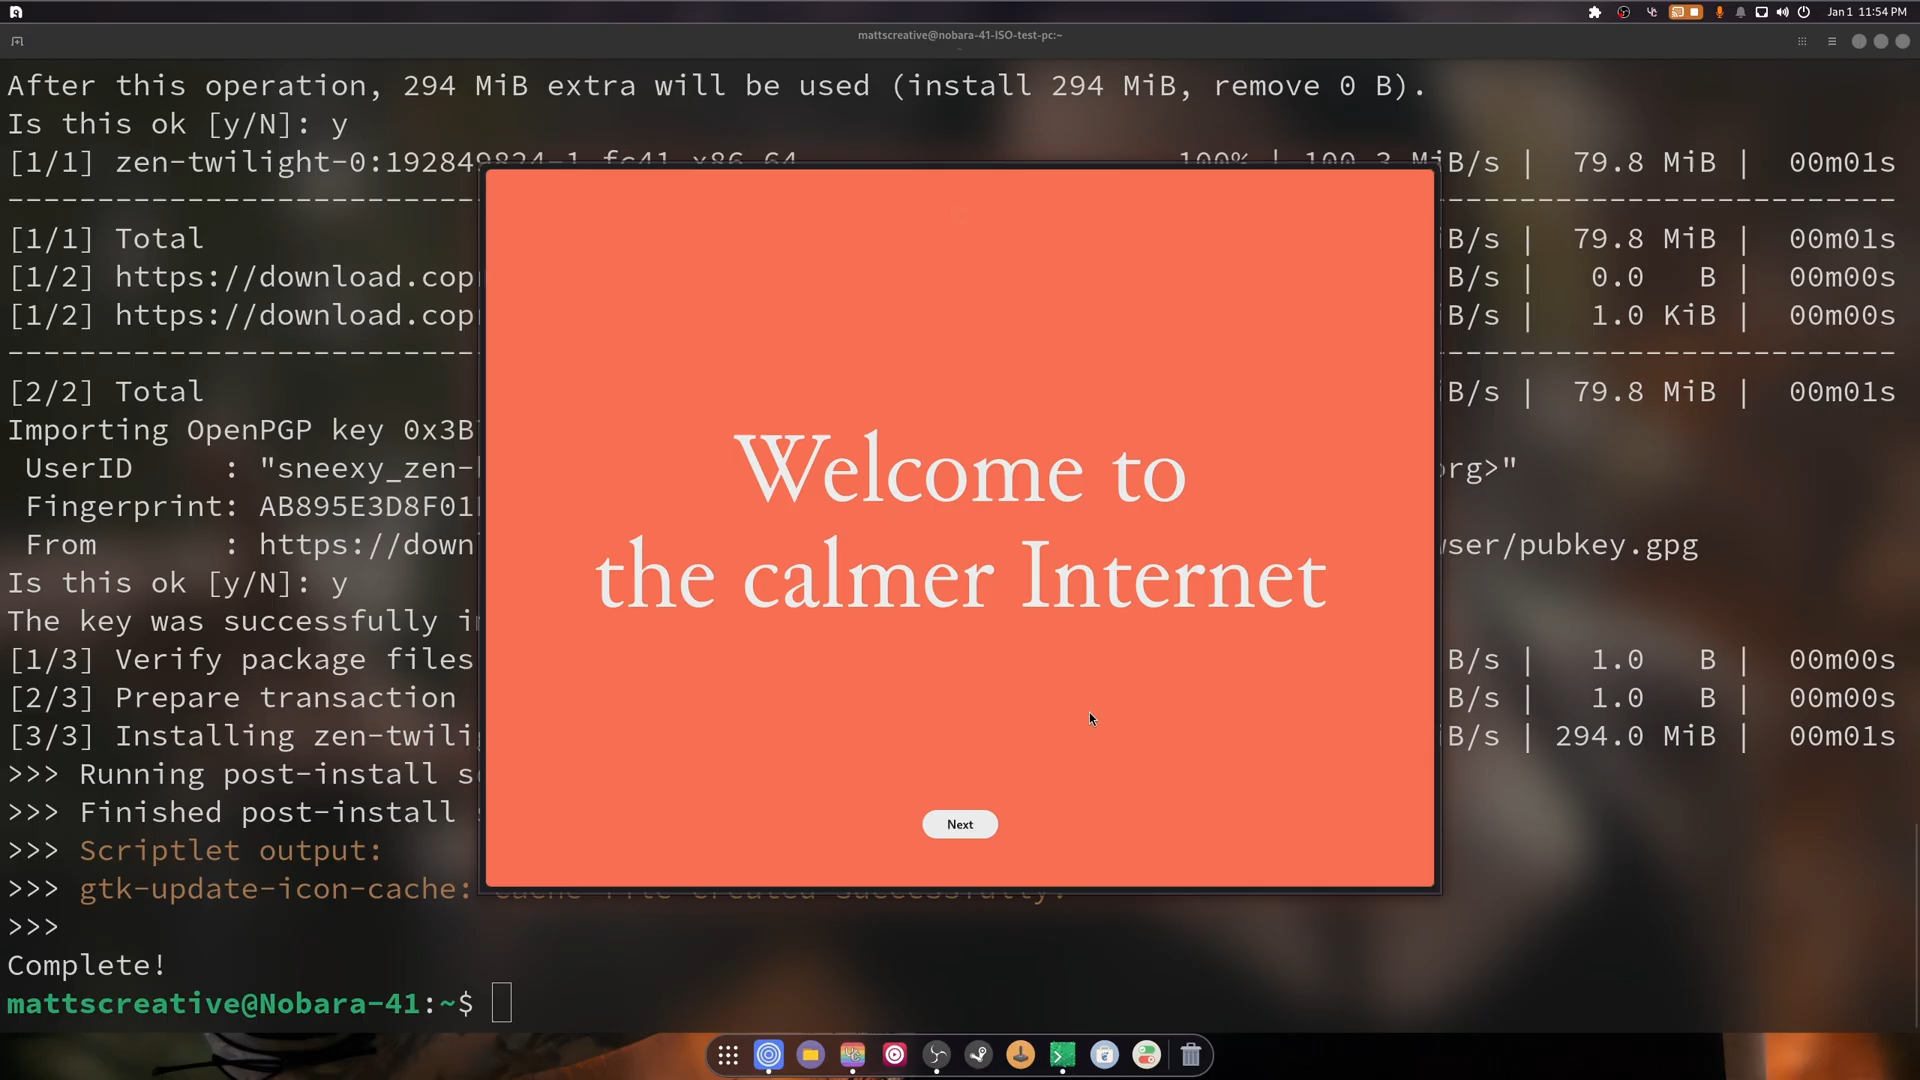 Jan 1 11:54 PM
mattscreative@nobara-41-ISO-test-pc:~
~
After this operation, 294 MiB extra will be used (install 294 MiB, remove 0 B).
Is this ok [y/N]: y
[1/1] zen-twilight-0:192849824-1.fc41.x86_64 100% | 100.3 MiB/s | 79.8 MiB | 00m01s
[1/1] Total B/s | 79.8 MiB | 00m01s
[1/2] https://download.cop B/s | 0.0 B | 00m00s
[1/2] https://download.cop B/s | 1.0 KiB | 00m00s
[2/2] Total B/s | 79.8 MiB | 00m01s
Importing OpenPGP key 0x3B
UserID : "sneexy_zen- org>"
Fingerprint: AB895E3D8F01
From : https://down ser/pubkey.gpg
Is this ok [y/N]: y
The key was successfully
[1/3] Verify package files B/s | 1.0 B | 00m00s
[2/3] Prepare transaction B/s | 1.0 B | 00m00s
[3/3] Installing zen-twili B/s | 294.0 MiB | 00m01s
>>> Running post-install
>>> Finished post-install
>>> Scriptlet output:
>>> gtk-update-icon-cache: cache file created successfully.
>>>
Complete!
mattscreative@Nobara-41:~$
Welcome to
the calmer Internet
Next